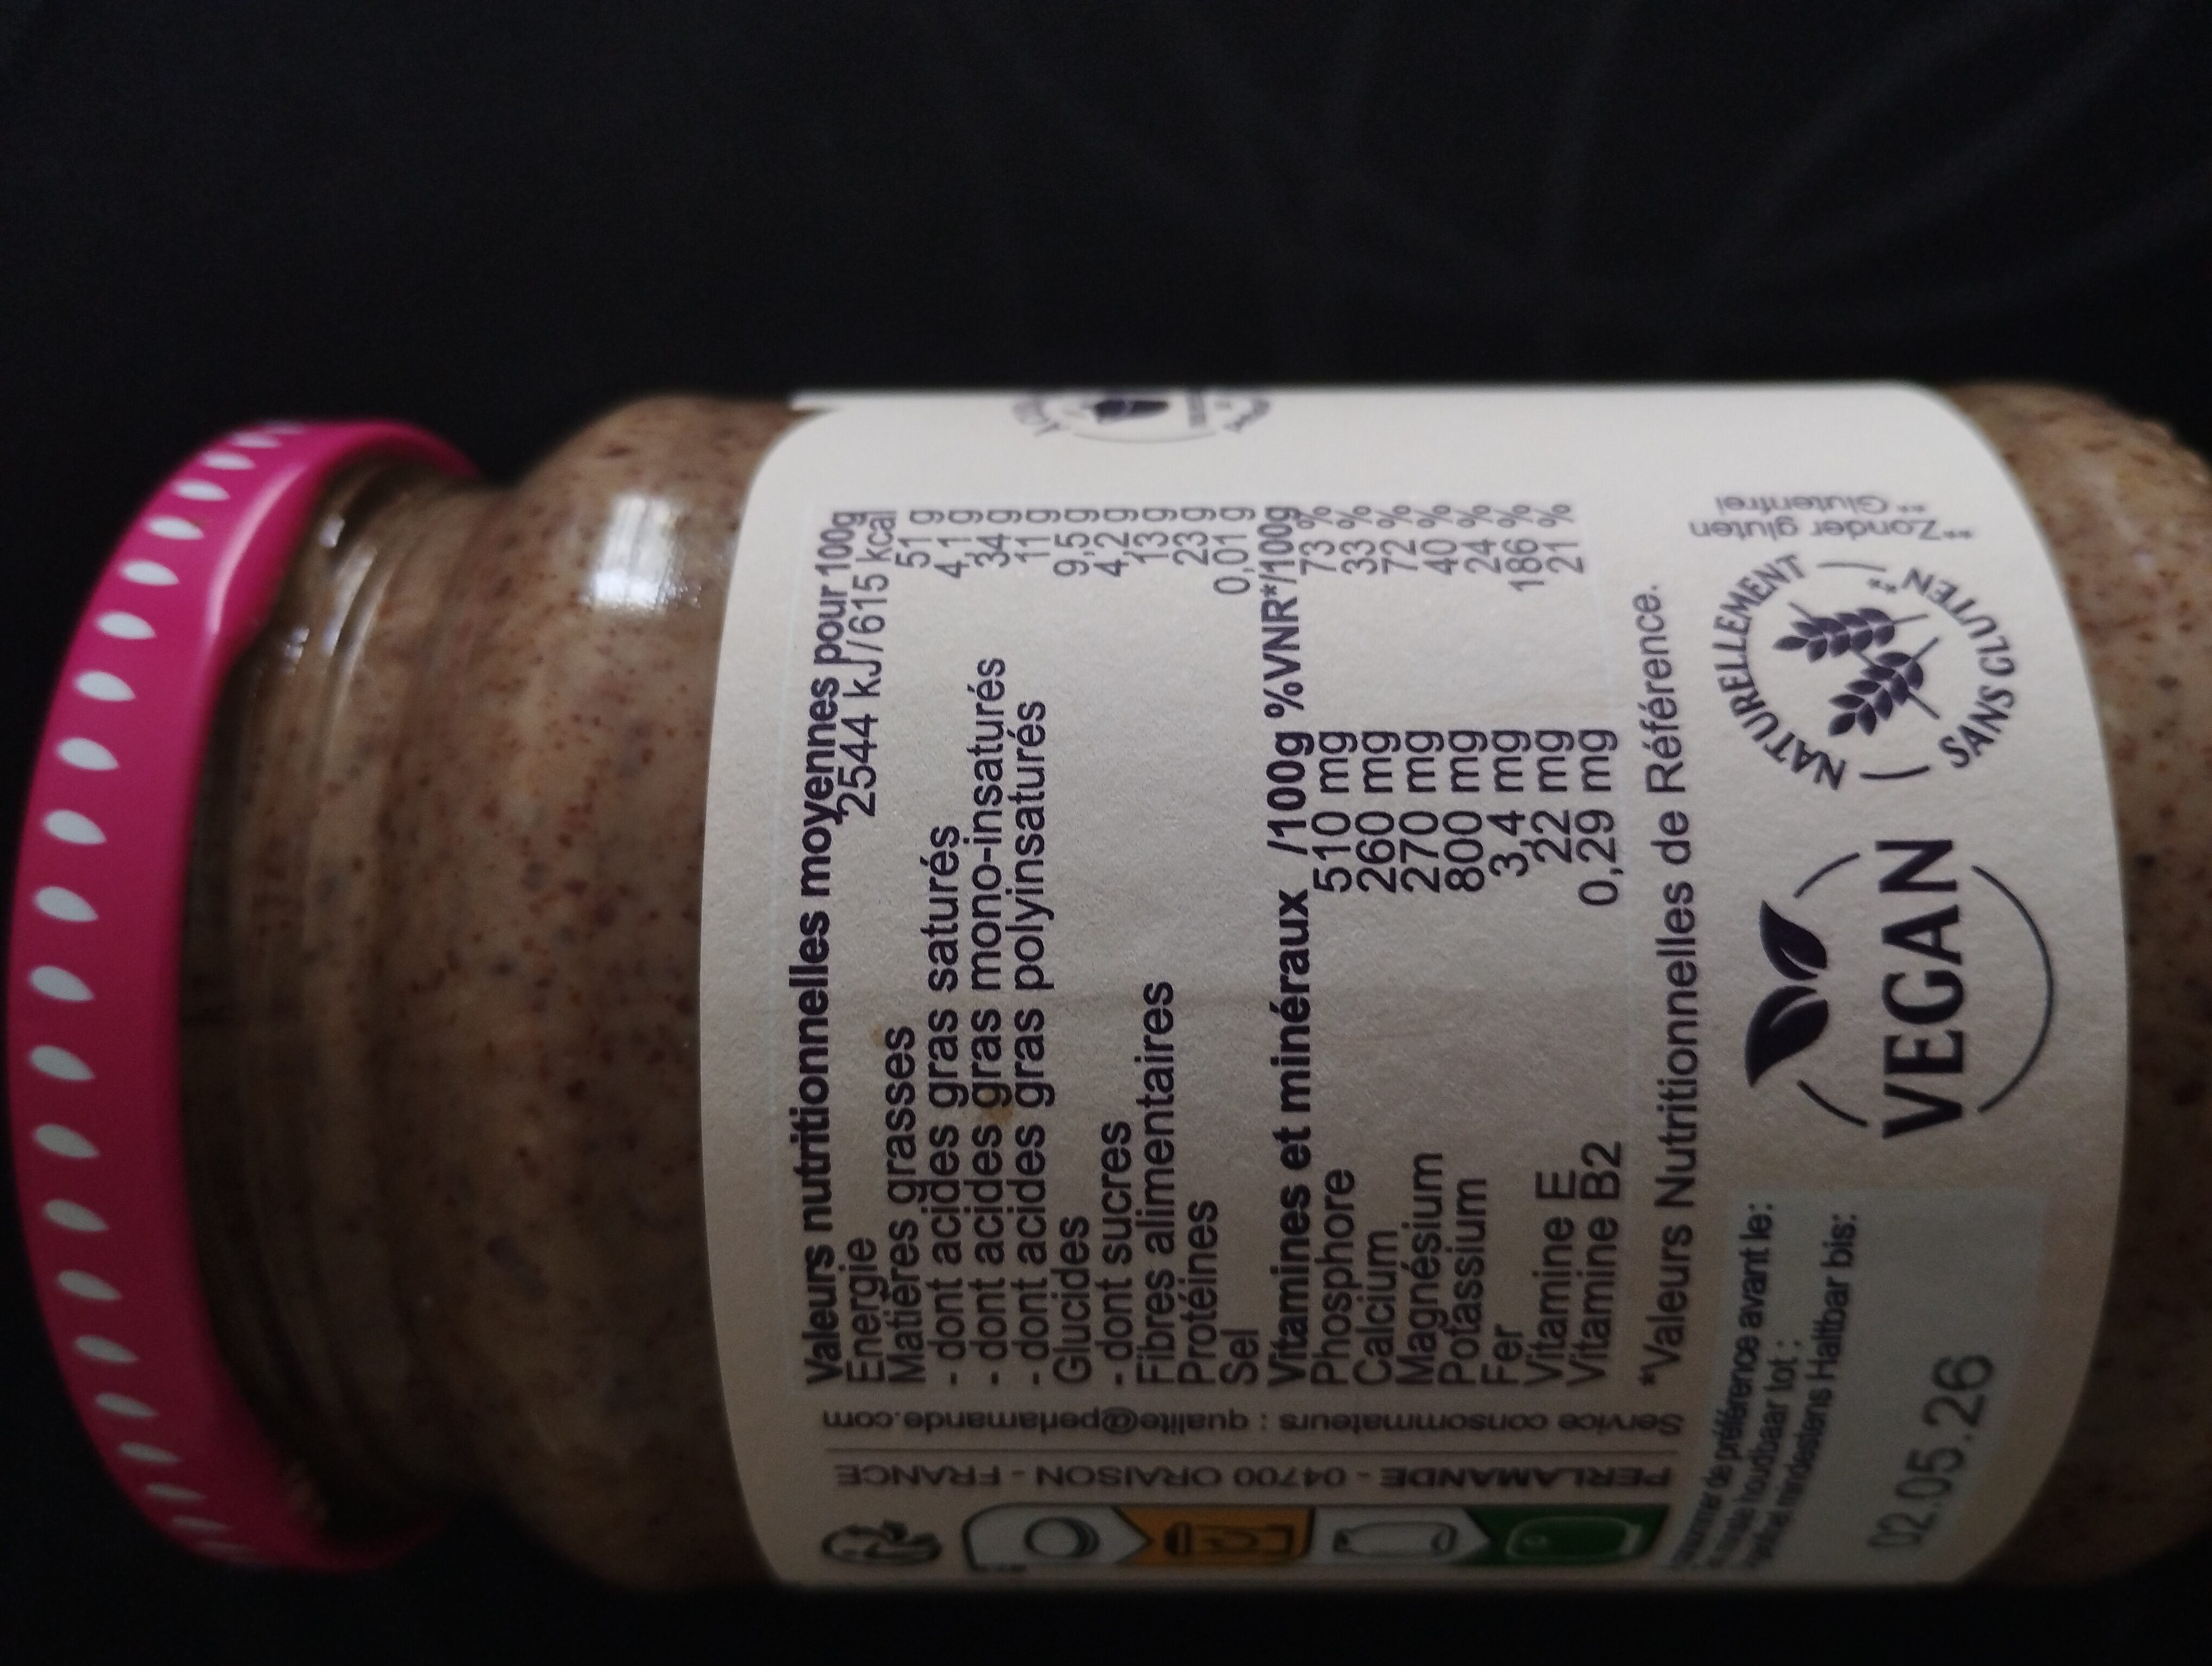 Valeurs nutritionnelles moyennes pour 100g
Energie 2544 kJ/615 kcal
Matières grasses 51 g
- dont acides gras saturés 4,1 g
- dont acides gras mono-insaturés 34 g
- dont acides gras polyinsaturés 11 g
Glucides 9,5 g
- dont sucres 4,2 g
Fibres alimentaires 13 g
Protéines 23 g
Sel 0,01 g
Vitamines et minéraux /100g %VNR*/100g
Phosphore 510 mg 73 %
Calcium 260 mg 33 %
Magnésium 270 mg 72 %
Potassium 800 mg 40 %
Fer 3,4 mg 24 %
Vitamine E 22 mg 186 %
Vitamine B2 0,29 mg 21 %
*Valeurs Nutritionnelles de Référence.
de préférence avant le:
houdbaar tot :
mindestens Haltbar bis:
02.05.26
VEGAN
NATURELLEMENT
SANS GLUTEN**
**Zonder gluten
**Glutenfrei
Service consommateurs : qualite@perlamande.com
PERLAMANDE - 04700 ORAISON - FRANCE